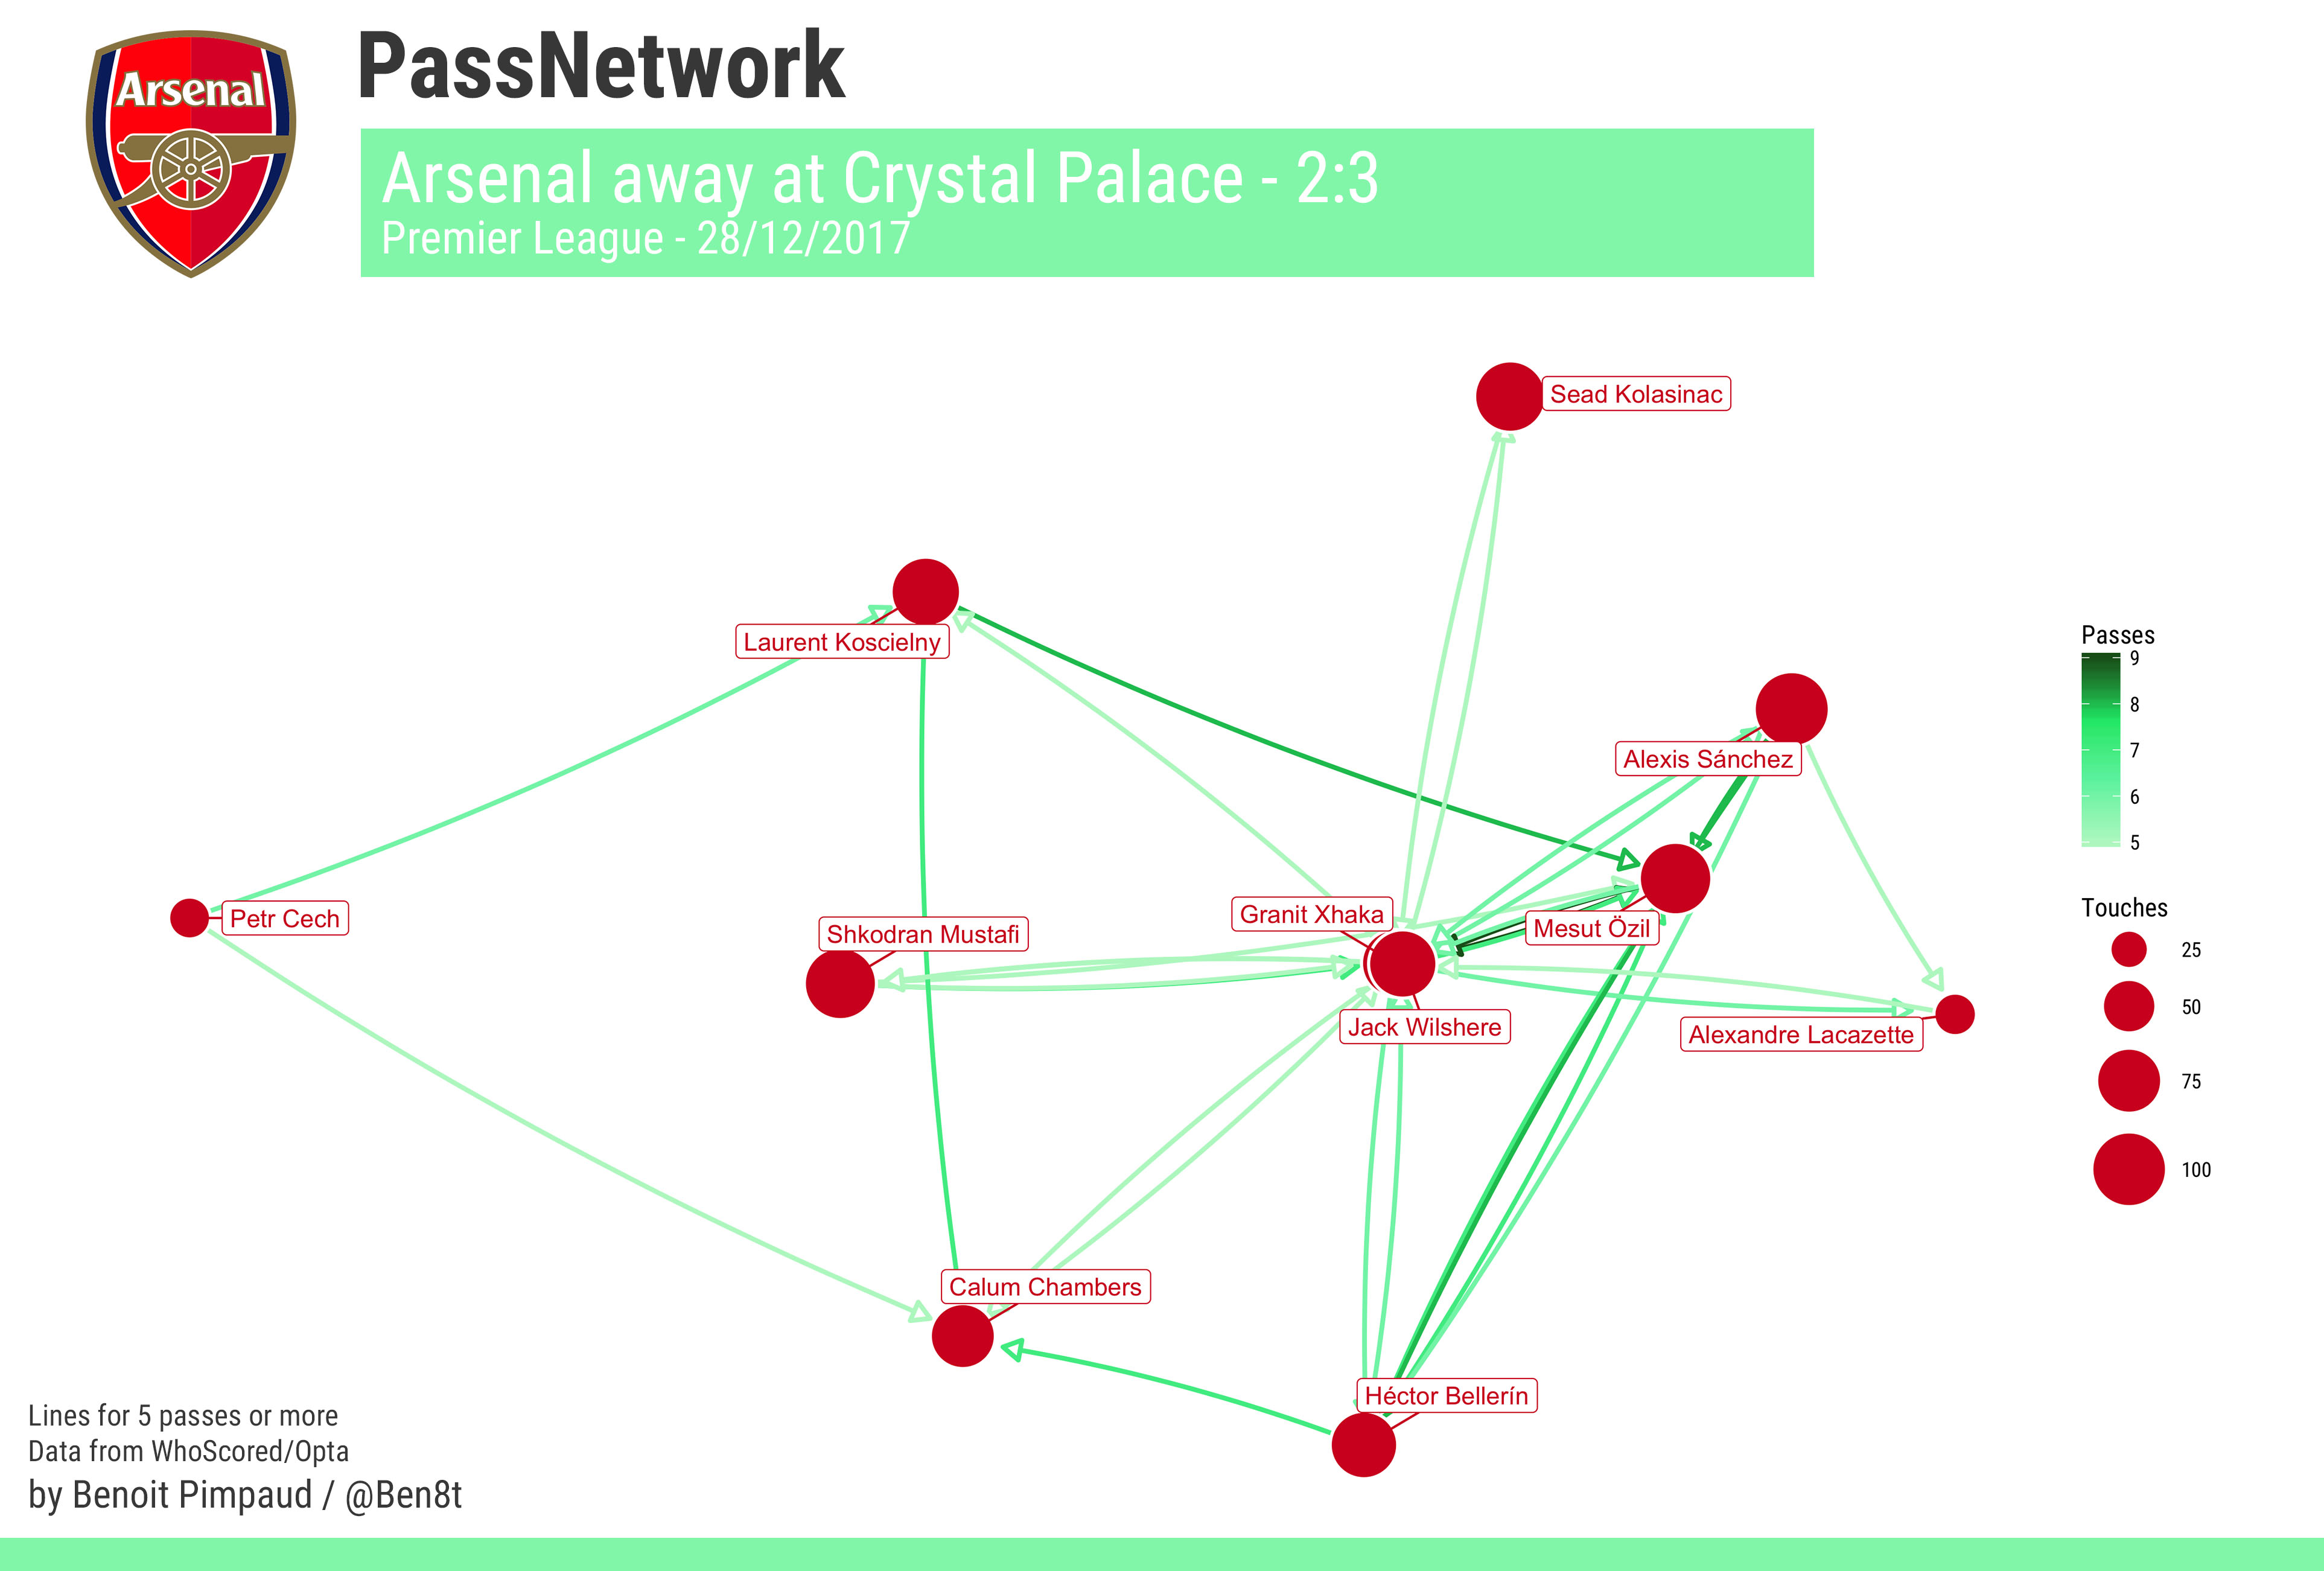 Arsenal
PassNetwork
Arsenal away at Crystal Palace - 2:3
Premier League - 28/12/2017
Sead Kolasinac
Laurent Koscielny
Alexis Sánchez
Petr Cech
Shkodran Mustafi
Granit Xhaka
Mesut Özil
Jack Wilshere
Alexandre Lacazette
Calum Chambers
Héctor Bellerín
Passes
9
8
7
6
5
Touches
25
50
75
100
Lines for 5 passes or more
Data from WhoScored/Opta
by Benoit Pimpaud / @Ben8t